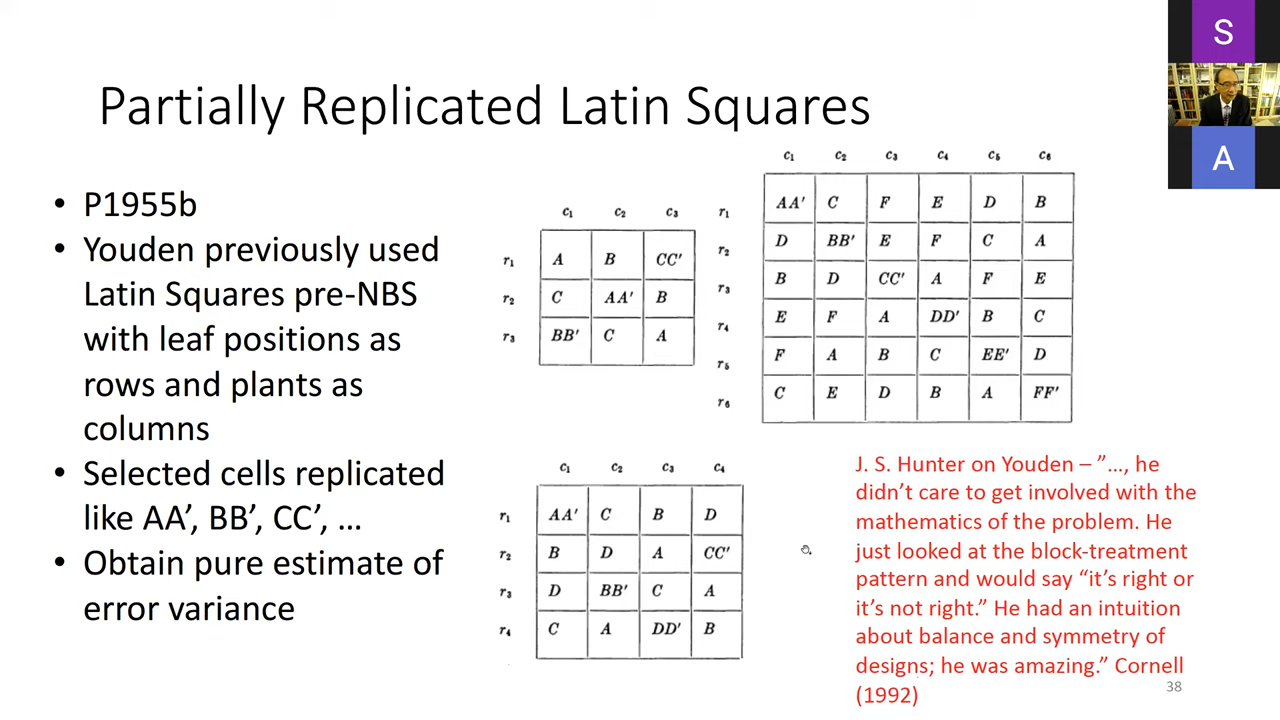 Partially Replicated Latin Squares
• P1955b
• Youden previously used
Latin Squares pre-NBS
with leaf positions as
rows and plants as
columns
• Selected cells replicated
like AA’, BB’, CC’, …
• Obtain pure estimate of
error variance
c₁ c₂ c₃
r₁ A B CC'
r₂ C AA' B
r₃ BB' C A
c₁ c₂ c₃ c₄ c₅ c₆
r₁ AA' C F E D B
r₂ D BB' E F C A
r₃ B D CC' A F E
r₄ E F A DD' B C
r₅ F A B C EE' D
r₆ C E D B A FF'
c₁ c₂ c₃ c₄
r₁ AA' C B D
r₂ B D A CC'
r₃ D BB' C A
r₄ C A DD' B
J. S. Hunter on Youden – ”…, he
didn’t care to get involved with the
mathematics of the problem. He
just looked at the block-treatment
pattern and would say “it’s right or
it’s not right.” He had an intuition
about balance and symmetry of
designs; he was amazing.” Cornell
(1992)
38
S
A